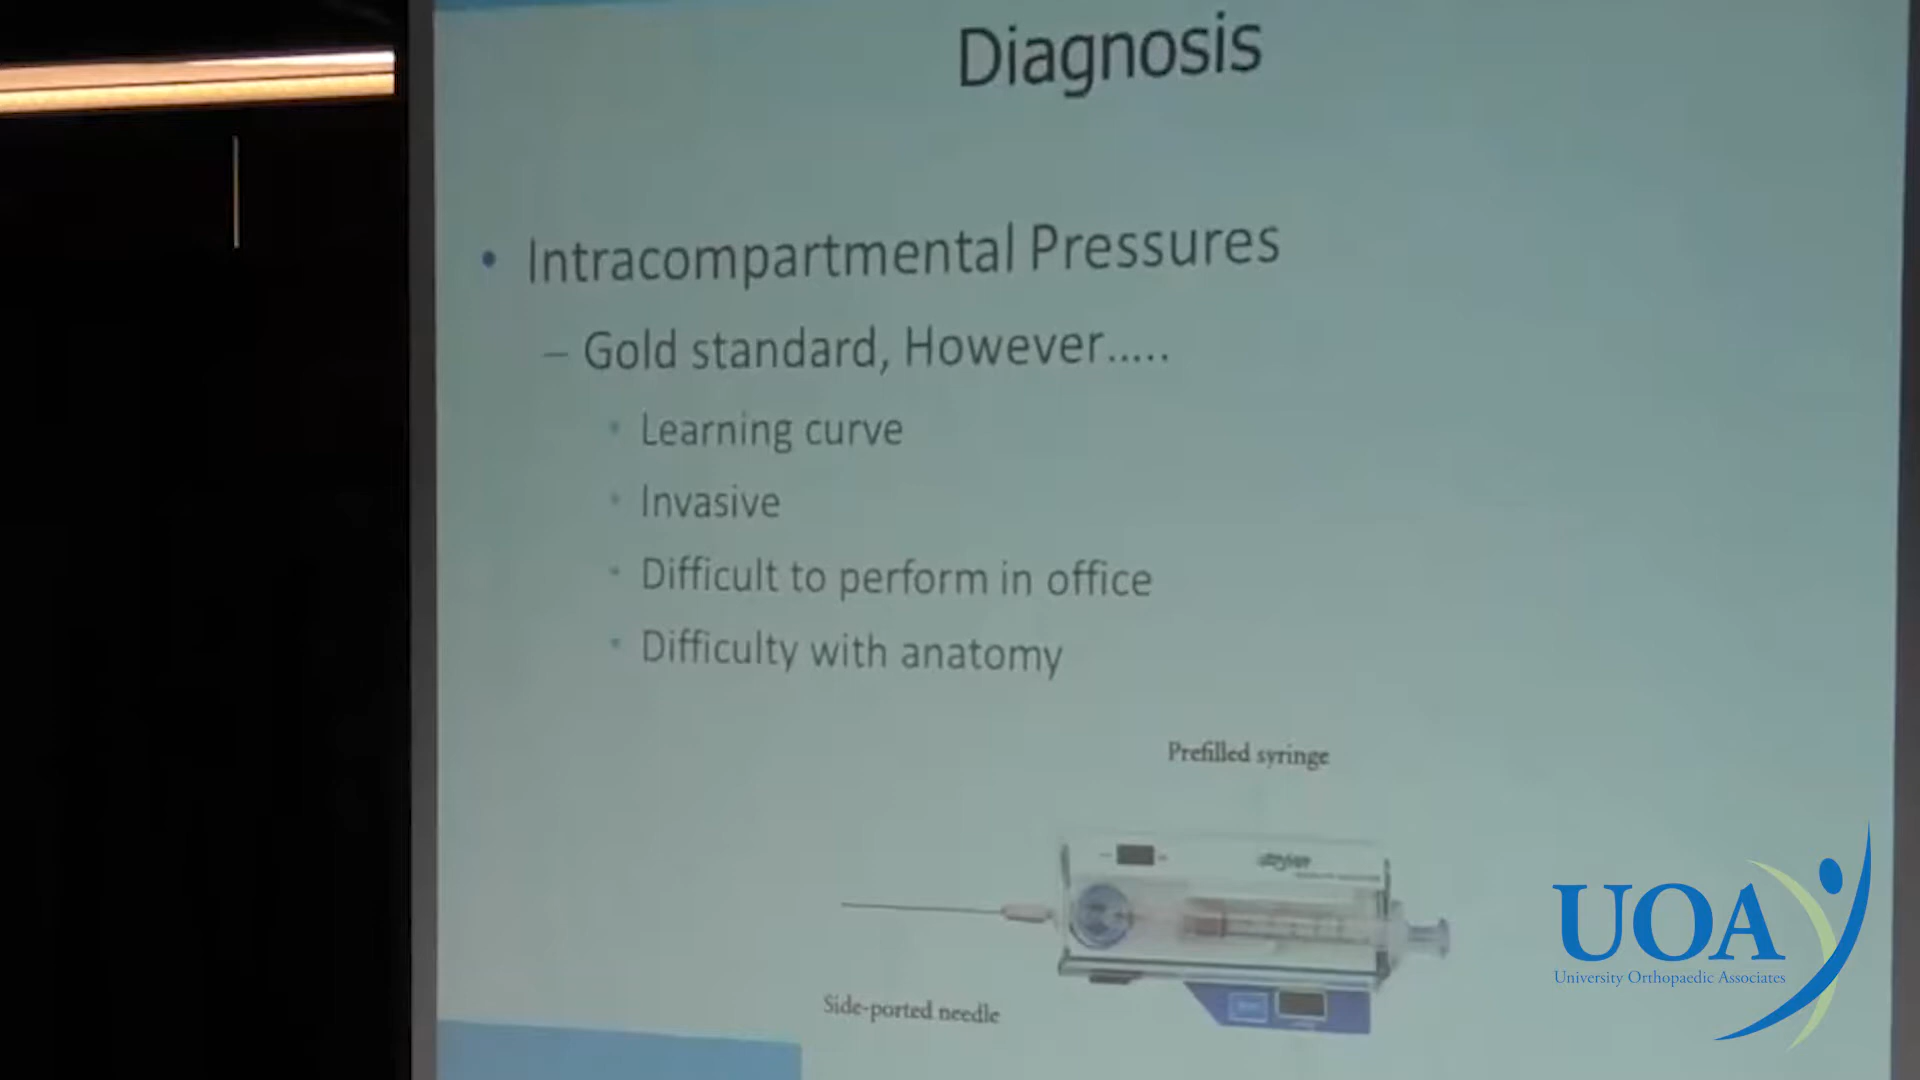 Diagnosis
• Intracompartmental Pressures
– Gold standard, However.....
• Learning curve
• Invasive
• Difficult to perform in office
• Difficulty with anatomy
Prefilled syringe
stryker
Side-ported needle
UOA
University Orthopaedic Associates